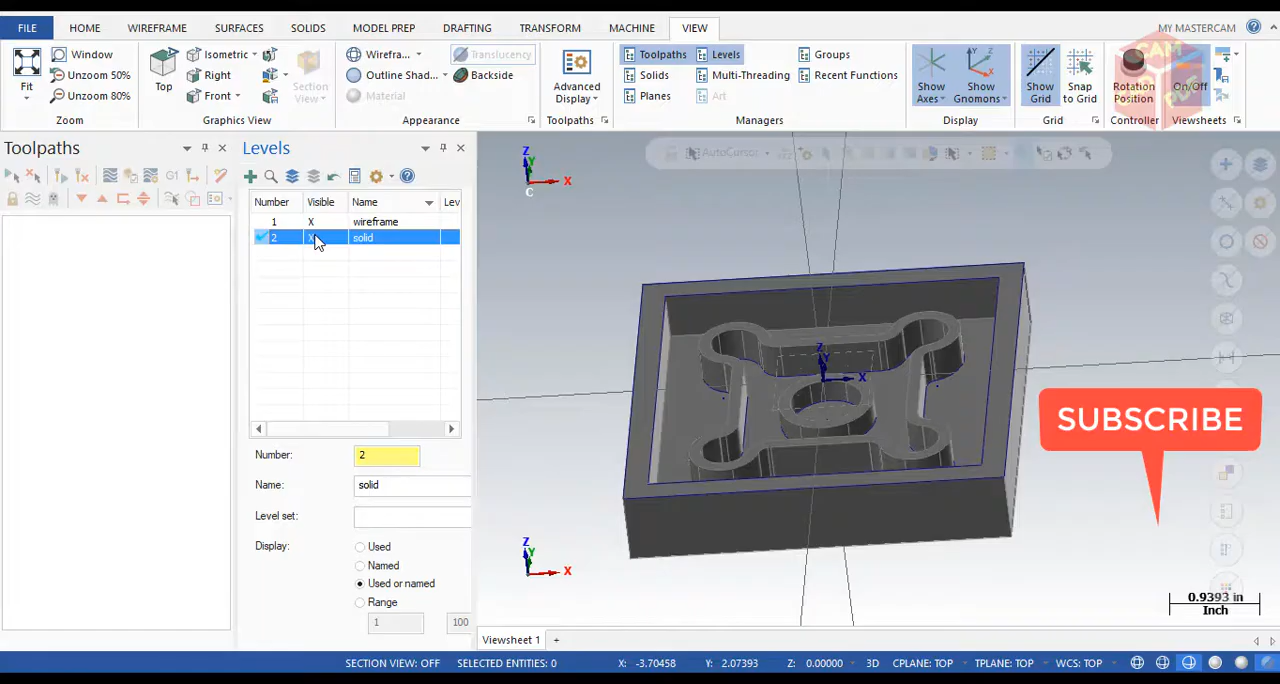 FILE HOME WIREFRAME SURFACES SOLIDS MODEL PREP DRAFTING TRANSFORM MACHINE VIEW MY MASTERCAM
Window Isometric Wirefra... Translucency Toolpaths Levels Groups
Right Outline Shad... Backside Solids Multi-Threading Recent Functions
Unzoom 50%
Fit Unzoom 80% Top Front Section View Material Advanced Display Planes Art Show Axes Show Gnomons Show Grid Snap to Grid Rotation Position On/Off
Zoom Graphics View Appearance Toolpaths Managers Display Grid Controller Viewsheets
Toolpaths Levels
AutoCursor
G1
Number Visible Name Lev
1 X wireframe
2 X solid
Z
Y
X
C
Z
Y
X
SUBSCRIBE
Number: 2
Name: solid
Level set:
Display: Used
Named
Used or named
Range
1 100
Z
Y
X
0.9393 in
Inch
Viewsheet 1 +
SECTION VIEW: OFF SELECTED ENTITIES: 0 X: -3.70458 Y: 2.07393 Z: 0.00000 3D CPLANE: TOP TPLANE: TOP WCS: TOP